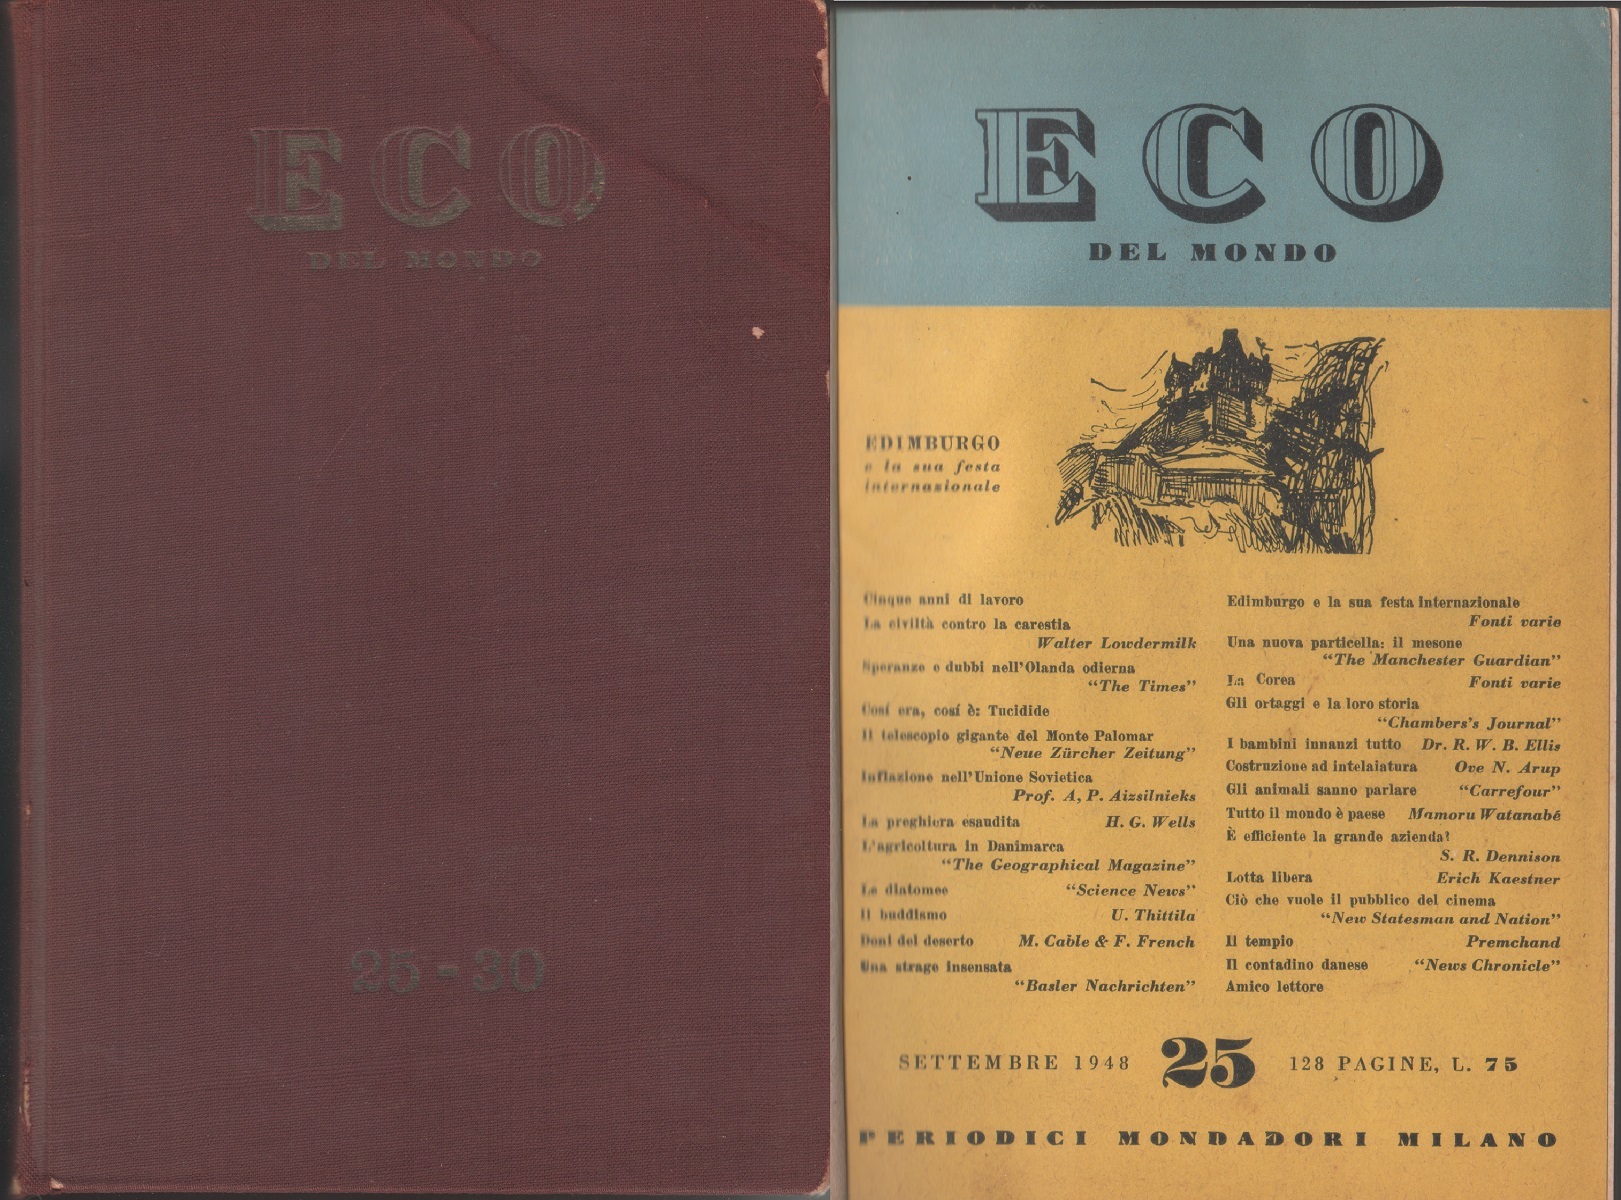 ECO
DEL MONDO
25-30
ECO
DEL MONDO
EDIMBURGO
e la sua festa
internazionale
Cinque anni di lavoro
La civiltà contro la carestia
Walter Lowdermilk
Speranze e dubbi nell'Olanda odierna
"The Times"
Cosí era, cosí è: Tucidide
Il telescopio gigante del Monte Palomar
"Neue Zürcher Zeitung"
Inflazione nell'Unione Sovietica
Prof. A, P. Aizsilnieks
La preghiera esaudita H. G. Wells
L'agricoltura in Danimarca
"The Geographical Magazine"
Le diatomee "Science News"
Il buddismo U. Thittila
Doni del deserto M. Cable & F. French
Una strage insensata
"Basler Nachrichten"
Edimburgo e la sua festa internazionale
Fonti varie
Una nuova particella: il mesone
"The Manchester Guardian"
La Corea Fonti varie
Gli ortaggi e la loro storia
"Chambers's Journal"
I bambini innanzi tutto Dr. R. W. B. Ellis
Costruzione ad intelaiatura Ove N. Arup
Gli animali sanno parlare "Carrefour"
Tutto il mondo è paese Mamoru Watanabé
È efficiente la grande azienda?
S. R. Dennison
Lotta libera Erich Kaestner
Ciò che vuole il pubblico del cinema
"New Statesman and Nation"
Il tempio Premchand
Il contadino danese "News Chronicle"
Amico lettore
SETTEMBRE 1948 25 128 PAGINE, L. 75
PERIODICI MONDADORI MILANO